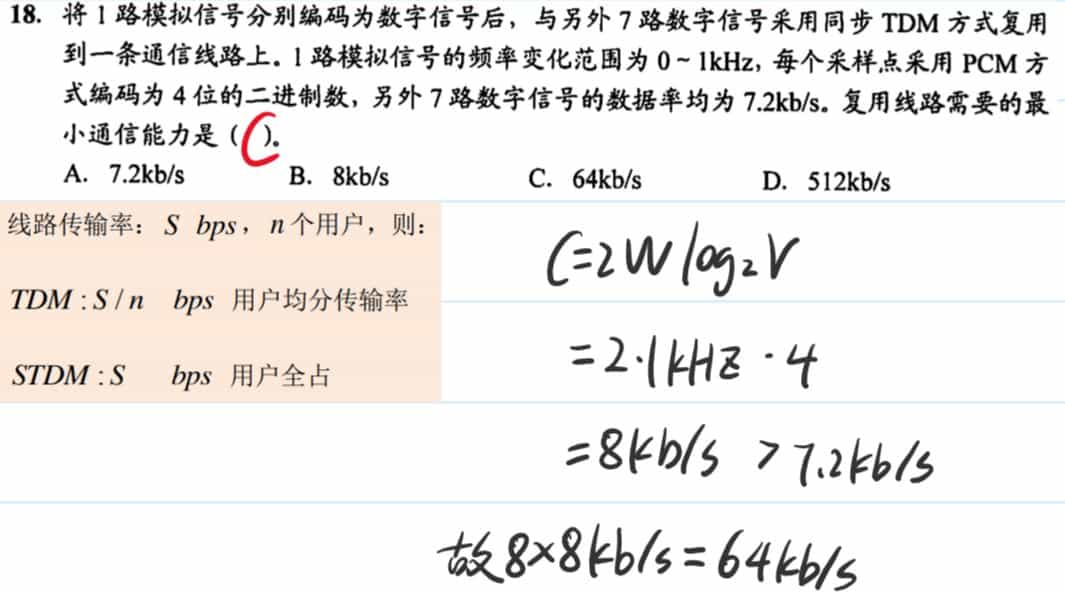 18. 将 1 路模拟信号分别编码为数字信号后，与另外 7 路数字信号采用同步 TDM 方式复用
到一条通信线路上。1 路模拟信号的频率变化范围为 0 ~ 1kHz, 每个采样点采用 PCM 方
式编码为 4 位的二进制数，另外 7 路数字信号的数据率均为 7.2kb/s。复用线路需要的最
小通信能力是 ( C )。
A. 7.2kb/s B. 8kb/s C. 64kb/s D. 512kb/s
线路传输率：S bps，n 个用户，则：
TDM : S / n bps 用户均分传输率
STDM : S bps 用户全占
C=2W log₂V
=2·1kHz·4
=8kb/s > 7.2kb/s
故8×8kb/s=64kb/s